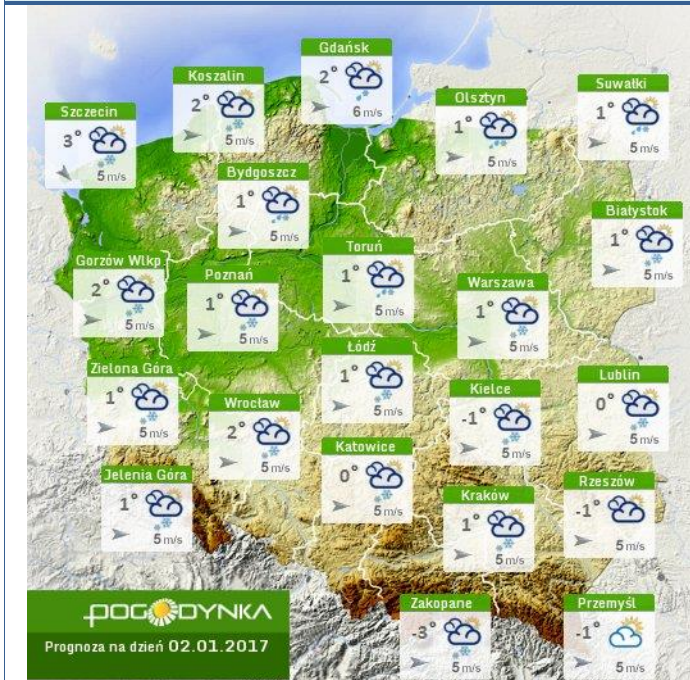 Gdańsk
2°
6 m/s
Koszalin
2°
5 m/s
Szczecin
3°
5 m/s
Olsztyn
1°
5 m/s
Suwałki
1°
5 m/s
Bydgoszcz
1°
5 m/s
Białystok
1°
5 m/s
Gorzów Wlkp
2°
5 m/s
Poznań
1°
5 m/s
Toruń
1°
5 m/s
Warszawa
1°
5 m/s
Łódź
1°
5 m/s
Zielona Góra
1°
5 m/s
Wrocław
2°
5 m/s
Kielce
-1°
5 m/s
Lublin
0°
5 m/s
Katowice
0°
5 m/s
Jelenia Góra
1°
5 m/s
Kraków
1°
5 m/s
Rzeszów
-1°
5 m/s
Zakopane
-3°
5 m/s
Przemyśl
-1°
5 m/s
POGODYNKA
Prognoza na dzień 02.01.2017